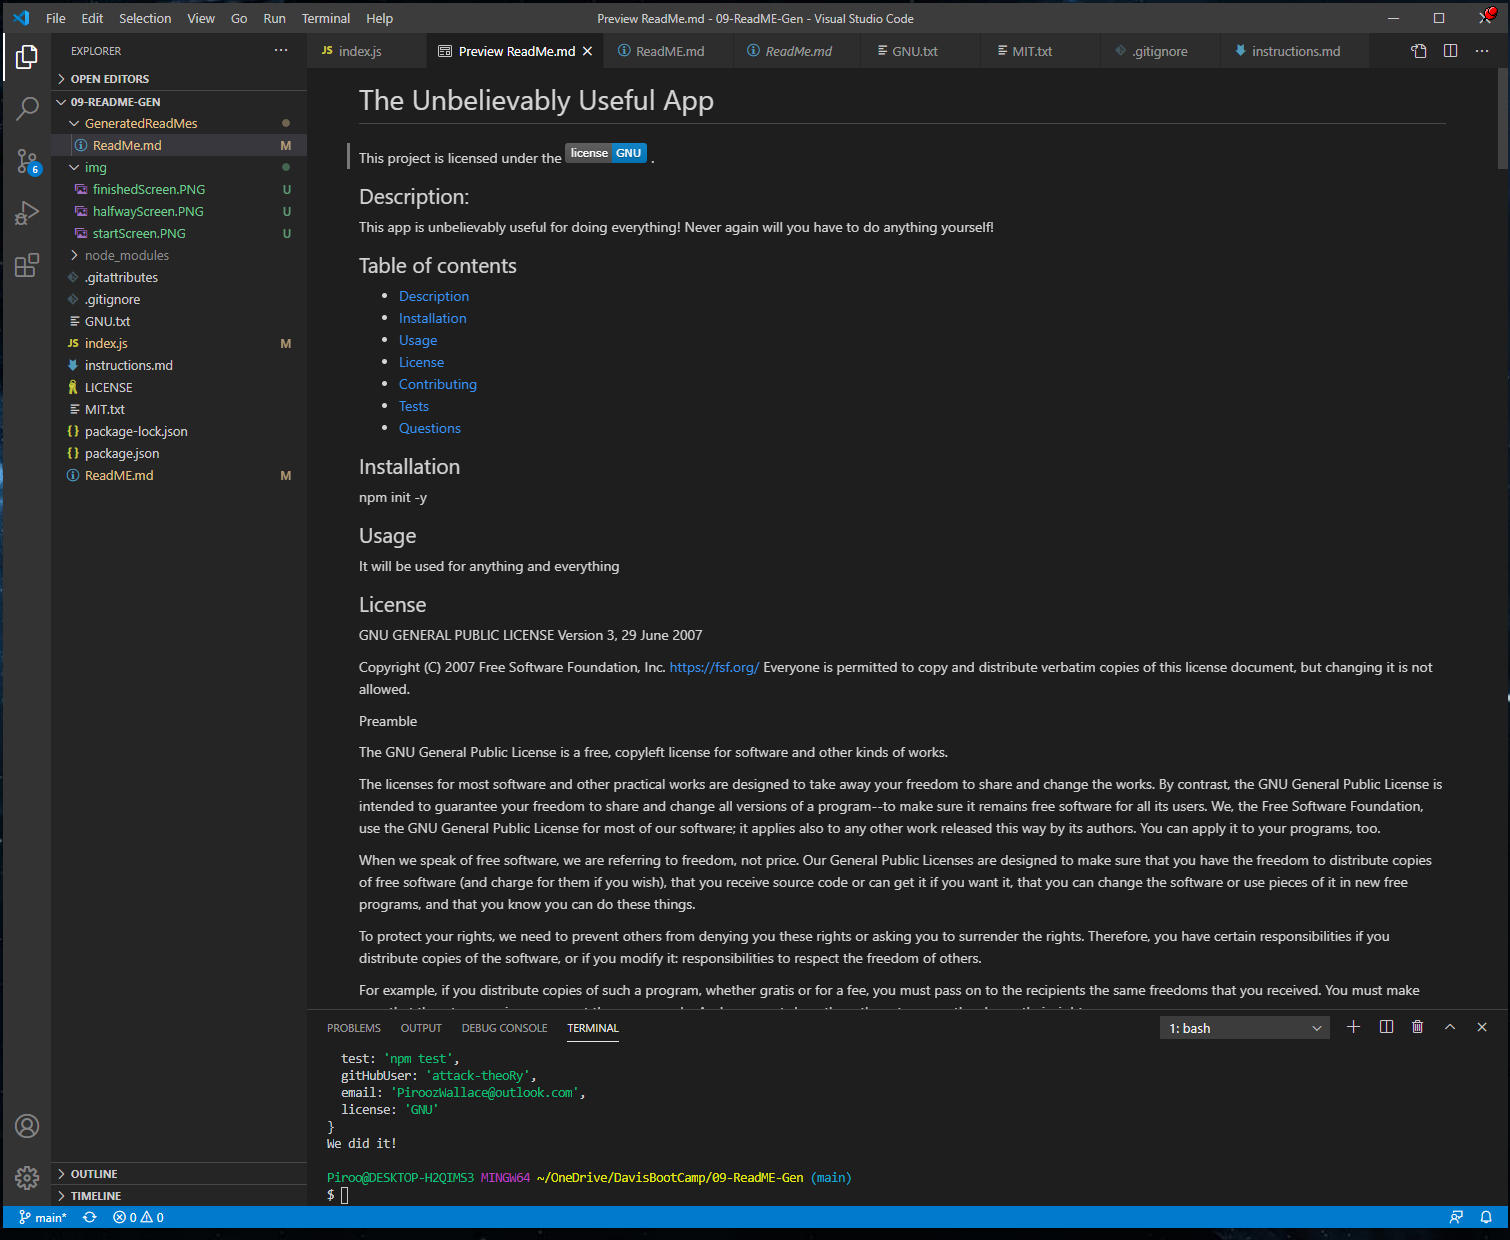 File Edit Selection View Go Run Terminal Help
Preview ReadMe.md - 09-ReadME-Gen - Visual Studio Code
EXPLORER
OPEN EDITORS
09-README-GEN
GeneratedReadMes
ReadMe.md M
img
finishedScreen.PNG U
halfwayScreen.PNG U
startScreen.PNG U
node_modules
.gitattributes
.gitignore
GNU.txt
JS index.js M
instructions.md
LICENSE
MIT.txt
{} package-lock.json
{} package.json
ReadME.md M
OUTLINE
TIMELINE
6
JS index.js
Preview ReadMe.md
ReadME.md
ReadMe.md
GNU.txt
MIT.txt
.gitignore
instructions.md
The Unbelievably Useful App
This project is licensed under the license GNU .
Description:
This app is unbelievably useful for doing everything! Never again will you have to do anything yourself!
Table of contents
• Description
• Installation
• Usage
• License
• Contributing
• Tests
• Questions
Installation
npm init -y
Usage
It will be used for anything and everything
License
GNU GENERAL PUBLIC LICENSE Version 3, 29 June 2007
Copyright (C) 2007 Free Software Foundation, Inc. https://fsf.org/ Everyone is permitted to copy and distribute verbatim copies of this license document, but changing it is not
allowed.
Preamble
The GNU General Public License is a free, copyleft license for software and other kinds of works.
The licenses for most software and other practical works are designed to take away your freedom to share and change the works. By contrast, the GNU General Public License is
intended to guarantee your freedom to share and change all versions of a program--to make sure it remains free software for all its users. We, the Free Software Foundation,
use the GNU General Public License for most of our software; it applies also to any other work released this way by its authors. You can apply it to your programs, too.
When we speak of free software, we are referring to freedom, not price. Our General Public Licenses are designed to make sure that you have the freedom to distribute copies
of free software (and charge for them if you wish), that you receive source code or can get it if you want it, that you can change the software or use pieces of it in new free
programs, and that you know you can do these things.
To protect your rights, we need to prevent others from denying you these rights or asking you to surrender the rights. Therefore, you have certain responsibilities if you
distribute copies of the software, or if you modify it: responsibilities to respect the freedom of others.
For example, if you distribute copies of such a program, whether gratis or for a fee, you must pass on to the recipients the same freedoms that you received. You must make
PROBLEMS OUTPUT DEBUG CONSOLE TERMINAL
1: bash
test: 'npm test',
gitHubUser: 'attack-theoRy',
email: 'PiroozWallace@outlook.com',
license: 'GNU'
}
We did it!
Piroo@DESKTOP-H2QIMS3 MINGW64 ~/OneDrive/DavisBootCamp/09-ReadME-Gen (main)
$
main* 0 0